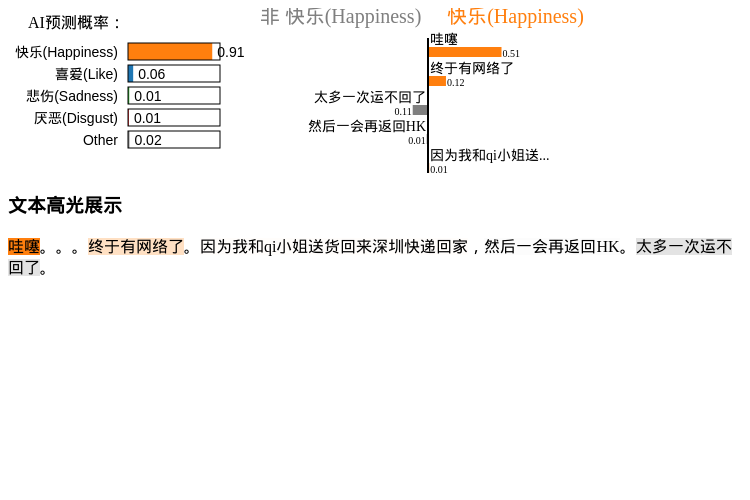 AI预测概率：
快乐(Happiness) 0.91
喜爱(Like) 0.06
悲伤(Sadness) 0.01
厌恶(Disgust) 0.01
Other 0.02
非 快乐(Happiness) 快乐(Happiness)
哇噻
0.51
终于有网络了
0.12
太多一次运不回了
0.11
然后一会再返回HK
0.01
因为我和qi小姐送...
0.01
文本高光展示
哇噻。。。终于有网络了。因为我和qi小姐送货回来深圳快递回家，然后一会再返回HK。太多一次运不
回了。